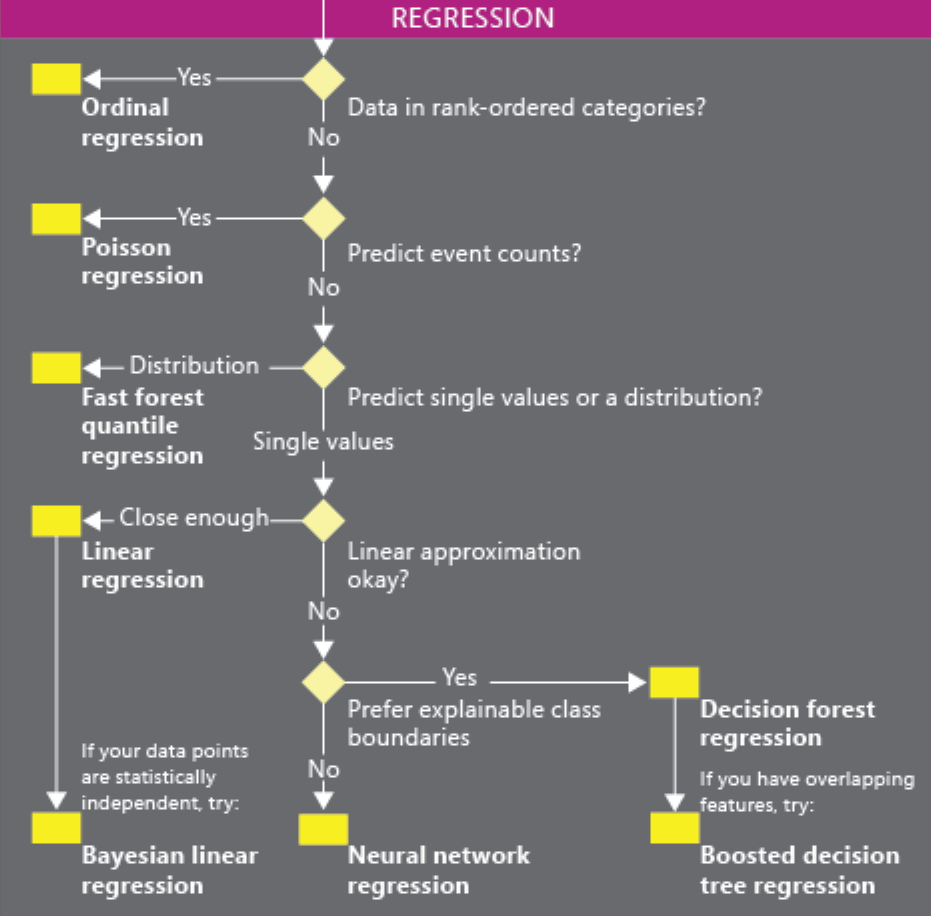 REGRESSION
Yes
Ordinal
regression
Data in rank-ordered categories?
No
Yes
Poisson
regression
Predict event counts?
No
Distribution
Fast forest
quantile
regression
Predict single values or a distribution?
Single values
Close enough
Linear
regression
Linear approximation
okay?
No
Yes
Prefer explainable class
boundaries
Decision forest
regression
No
If your data points
are statistically
independent, try:
If you have overlapping
features, try:
Bayesian linear
regression
Neural network
regression
Boosted decision
tree regression